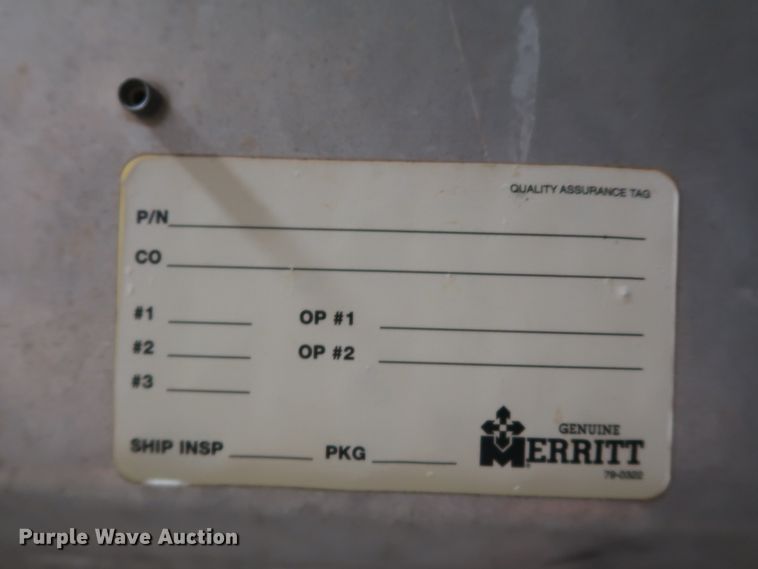 QUALITY ASSURANCE TAG
P/N
CO
#1 OP #1
#2 OP #2
#3
SHIP INSP PKG
GENUINE
MERRITT
79-0322
Purple Wave Auction